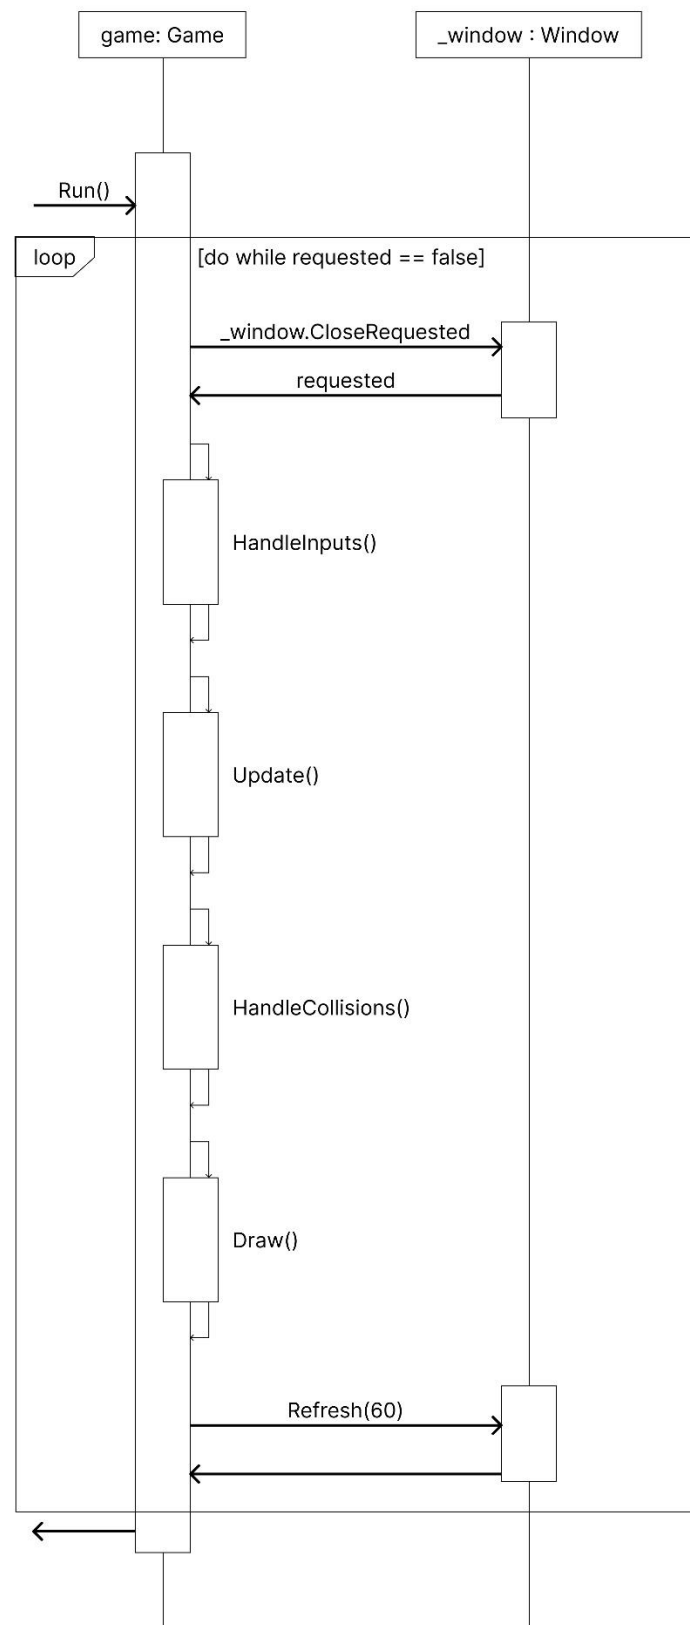 game: Game
_window : Window
Run()
loop
[do while requested == false]
_window.CloseRequested
requested
HandleInputs()
Update()
HandleCollisions()
Draw()
Refresh(60)